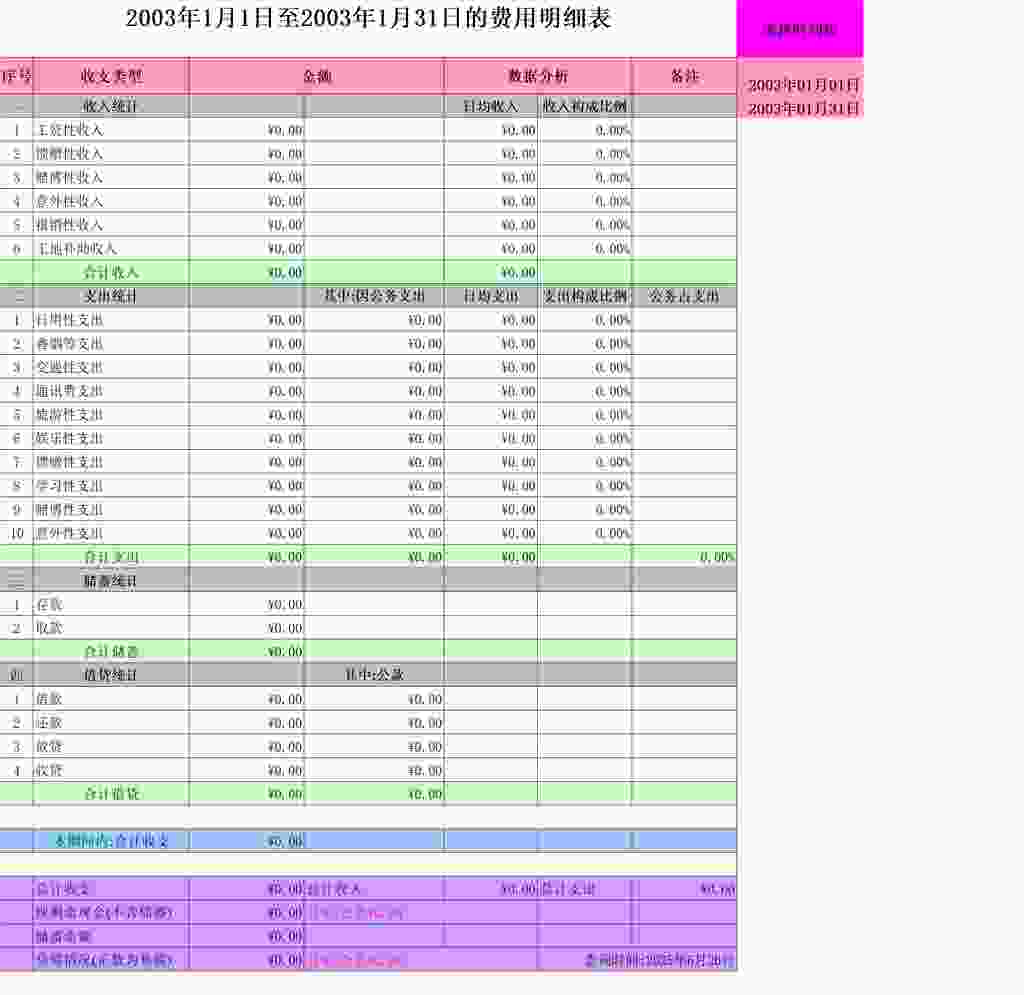 2003年1月1日至2003年1月31日的费用明细表
序号 收支类型 金额 数据分析 备注
2003年01月01日
2003年01月31日
一 收入统计 日均收入 收入构成比例
1 工资性收入 ¥0.00 ¥0.00 0.00%
2 馈赠性收入 ¥0.00 ¥0.00 0.00%
3 赌博性收入 ¥0.00 ¥0.00 0.00%
4 意外性收入 ¥0.00 ¥0.00 0.00%
5 报销性收入 ¥0.00 ¥0.00 0.00%
6 工地补助收入 ¥0.00 ¥0.00 0.00%
合计收入 ¥0.00 ¥0.00
二 支出统计 其中:因公务支出 日均支出 支出构成比例 公务占支出
1 日用性支出 ¥0.00 ¥0.00 ¥0.00 0.00%
2 ¥0.00 ¥0.00 ¥0.00 0.00%
3 交通性支出 ¥0.00 ¥0.00 ¥0.00 0.00%
4 通讯费支出 ¥0.00 ¥0.00 ¥0.00 0.00%
5 旅游性支出 ¥0.00 ¥0.00 ¥0.00 0.00%
6 娱乐性支出 ¥0.00 ¥0.00 ¥0.00 0.00%
7 馈赠性支出 ¥0.00 ¥0.00 ¥0.00 0.00%
8 学习性支出 ¥0.00 ¥0.00 ¥0.00 0.00%
9 赌博性支出 ¥0.00 ¥0.00 ¥0.00 0.00%
10 意外性支出 ¥0.00 ¥0.00 ¥0.00 0.00%
合计支出 ¥0.00 ¥0.00 ¥0.00 0.00%
三 储蓄统计
1 存款 ¥0.00
2 取款 ¥0.00
合计储蓄 ¥0.00
四 借贷统计 其中:公款
1 借款 ¥0.00 ¥0.00
2 还款 ¥0.00 ¥0.00
3 放贷 ¥0.00 ¥0.00
4 收贷 ¥0.00 ¥0.00
合计借贷 ¥0.00 ¥0.00
本期间内:合计收支 ¥0.00
总计收支 ¥0.00 总计收入 ¥0.00 总计支出 ¥0.00
(不含储蓄) ¥0.00
储蓄余额 ¥0.00
¥0.00 查询时间: